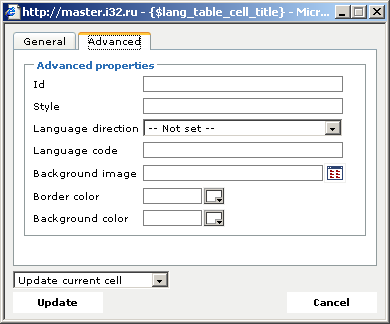 http://master.i32.ru - {$lang_table_cell_title} - Micr...
General Advanced
Advanced properties
Id
Style
Language direction -- Not set --
Language code
Background image
Border color
Background color
Update current cell
Update Cancel